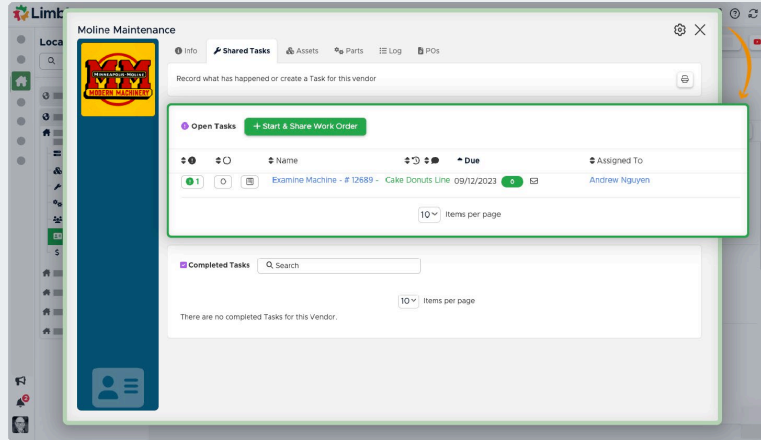 Limb
Moline Maintenance
Loca
Info Shared Tasks Assets Parts Log POs
MINNEAPOLIS-MOLINE
MM
MODERN MACHINERY
Record what has happened or create a Task for this vendor
Open Tasks + Start & Share Work Order
Name Due Assigned To
1 Examine Machine - # 12689 - Cake Donuts Line 09/12/2023 0 Andrew Nguyen
10 Items per page
Completed Tasks Search
10 Items per page
There are no completed Tasks for this Vendor.